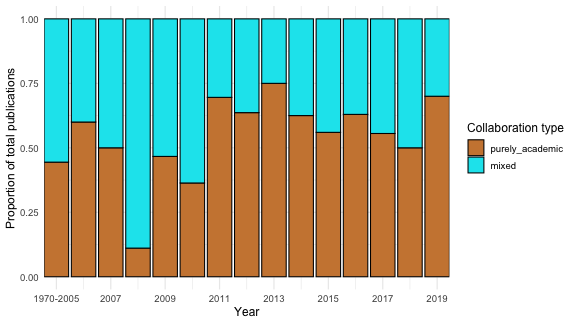 1.00
0.75
0.50
0.25
0.00
Proportion of total publications
1970-2005 2007 2009 2011 2013 2015 2017 2019
Year
Collaboration type
purely_academic
mixed